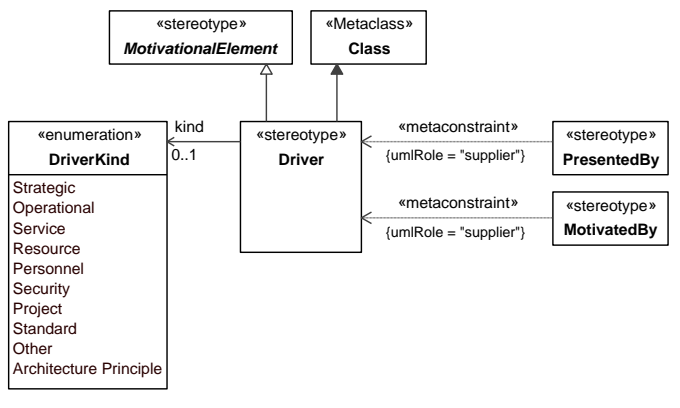 «stereotype»
MotivationalElement
«Metaclass»
Class
«enumeration»
DriverKind
Strategic
Operational
Service
Resource
Personnel
Security
Project
Standard
Other
Architecture Principle
kind
0..1
«stereotype»
Driver
«metaconstraint»
{umlRole = "supplier"}
«stereotype»
PresentedBy
«metaconstraint»
{umlRole = "supplier"}
«stereotype»
MotivatedBy